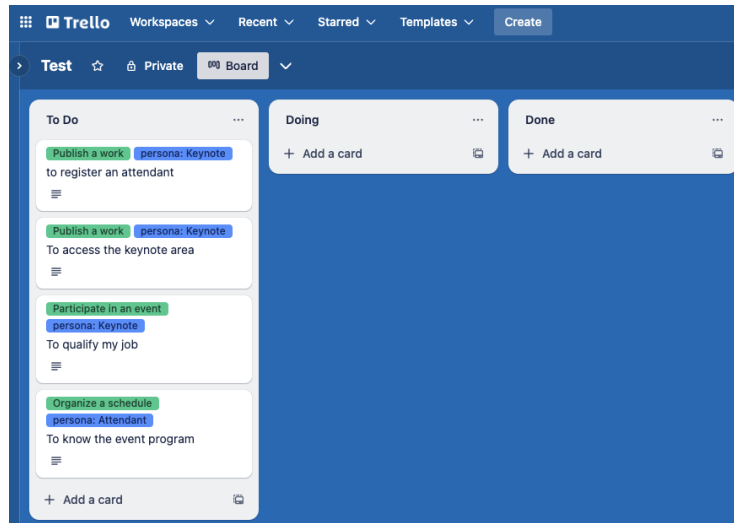 Trello Workspaces Recent Starred Templates Create
Test Private Board
To Do
Publish a work persona: Keynote
to register an attendant
Publish a work persona: Keynote
To access the keynote area
Participate in an event
persona: Keynote
To qualify my job
Organize a schedule
persona: Attendant
To know the event program
+ Add a card
Doing
+ Add a card
Done
+ Add a card